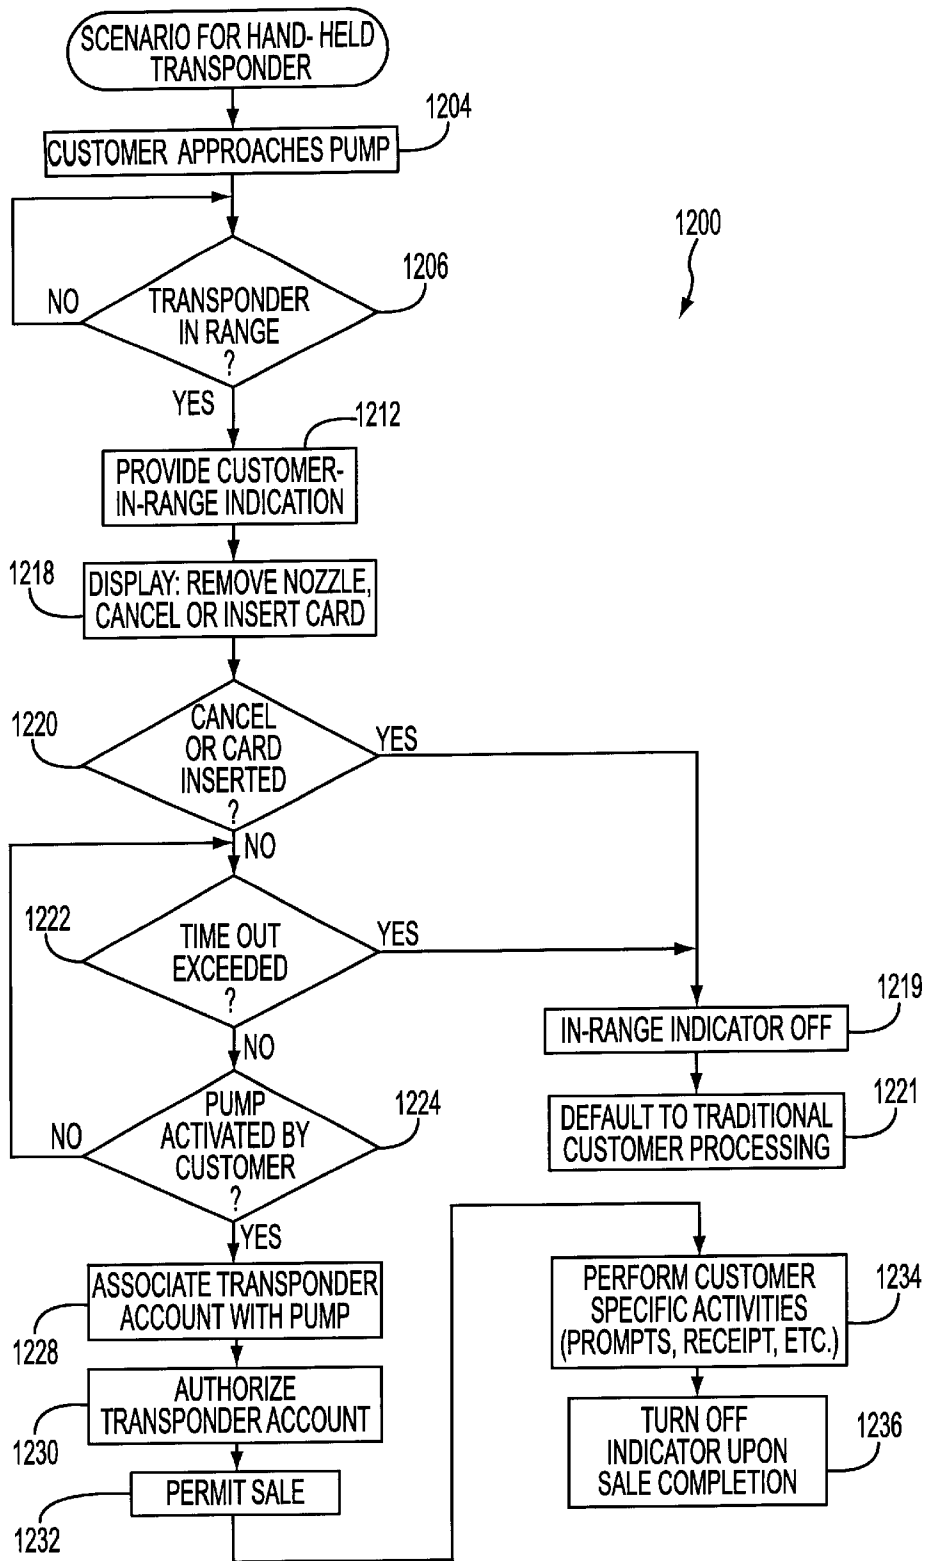 SCENARIO FOR HAND- HELD
TRANSPONDER
1204
CUSTOMER APPROACHES PUMP
1200
1206
NO
TRANSPONDER
IN RANGE
?
YES
1212
PROVIDE CUSTOMER-
IN-RANGE INDICATION
1218
DISPLAY: REMOVE NOZZLE,
CANCEL OR INSERT CARD
1220
CANCEL
OR CARD
INSERTED
?
YES
NO
1222
TIME OUT
EXCEEDED
?
YES
NO
1219
IN-RANGE INDICATOR OFF
1221
DEFAULT TO TRADITIONAL
CUSTOMER PROCESSING
NO
PUMP
ACTIVATED BY
CUSTOMER
?
1224
YES
ASSOCIATE TRANSPONDER
ACCOUNT WITH PUMP
1228
AUTHORIZE
TRANSPONDER ACCOUNT
1230
PERMIT SALE
1232
PERFORM CUSTOMER
SPECIFIC ACTIVITIES
(PROMPTS, RECEIPT, ETC.)
1234
TURN OFF
INDICATOR UPON
SALE COMPLETION
1236